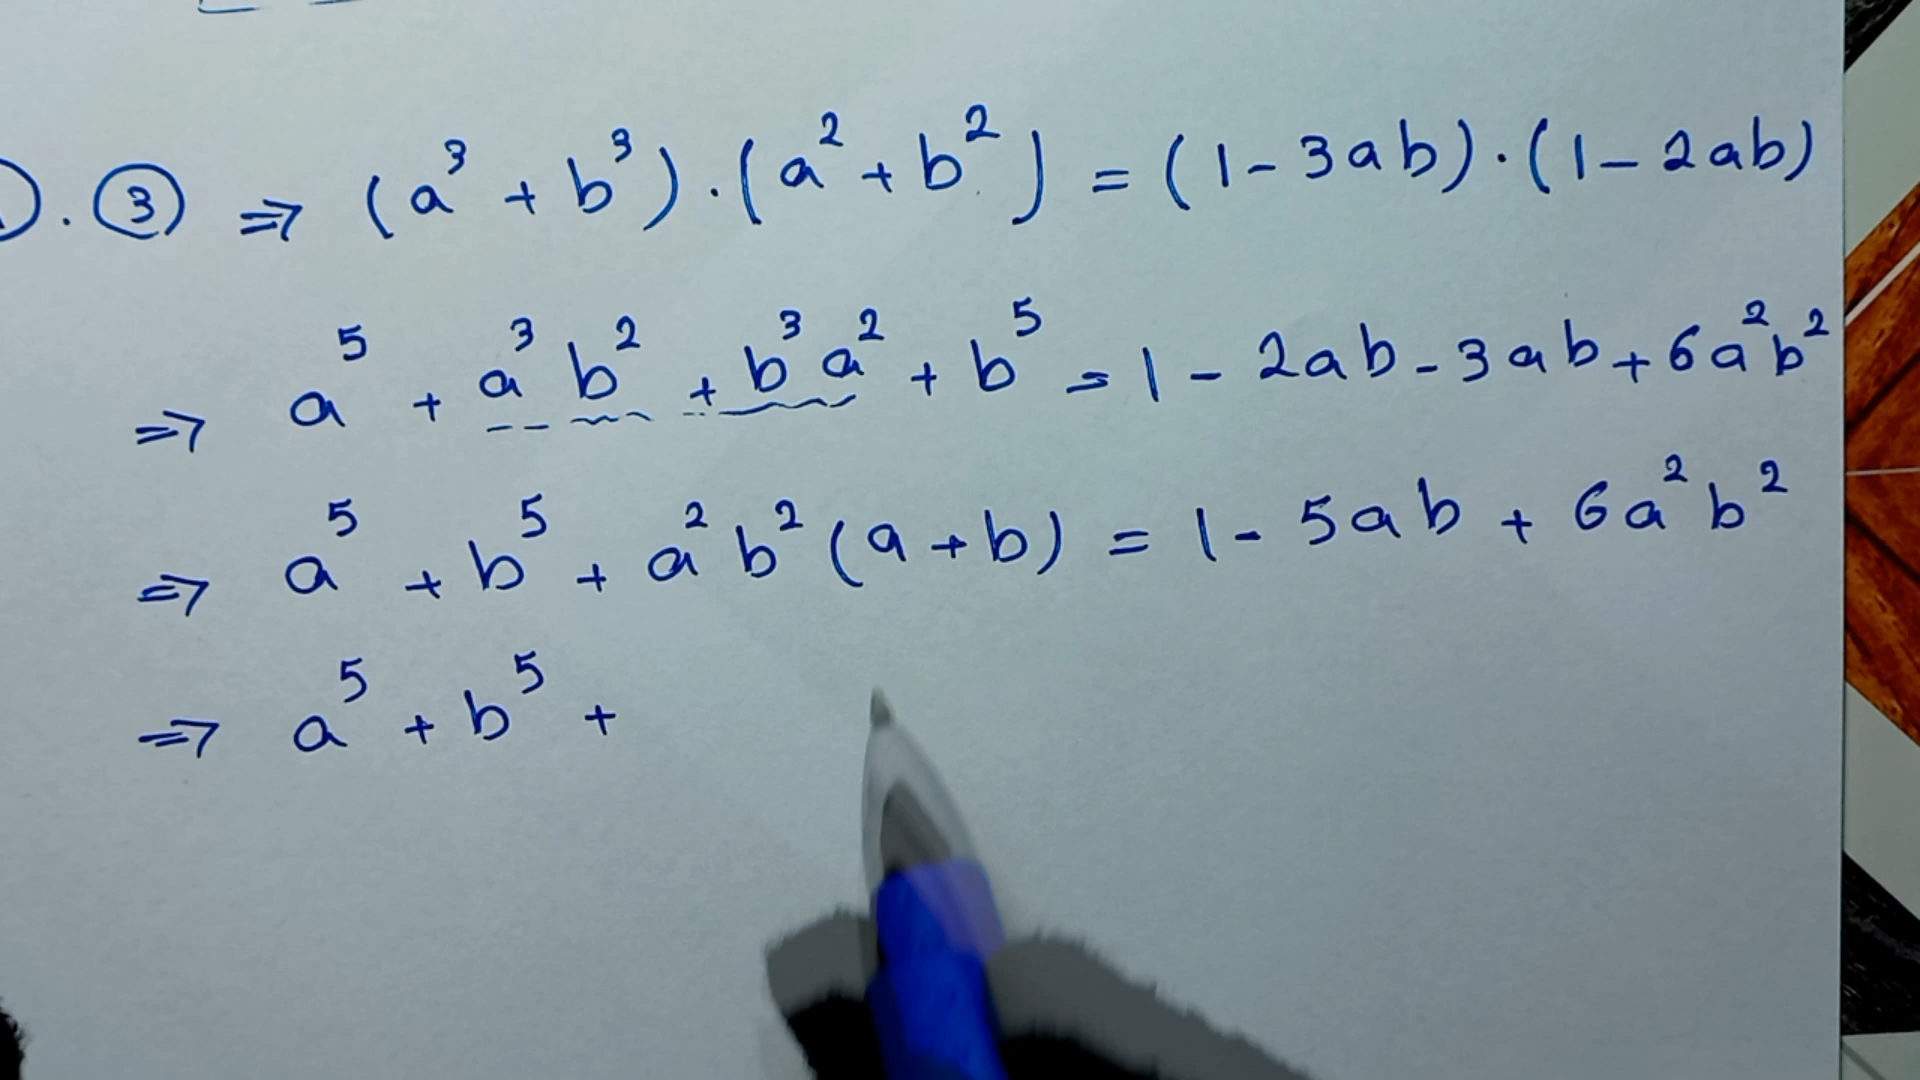 ). ③ ⇒ (a³ + b³).(a² + b²) = (1 - 3ab).(1 - 2ab)
⇒ a⁵ + a³b² + b³a² + b⁵ = 1 - 2ab - 3ab + 6a²b²
⇒ a⁵ + b⁵ + a²b²(a + b) = 1 - 5ab + 6a²b²
⇒ a⁵ + b⁵ +